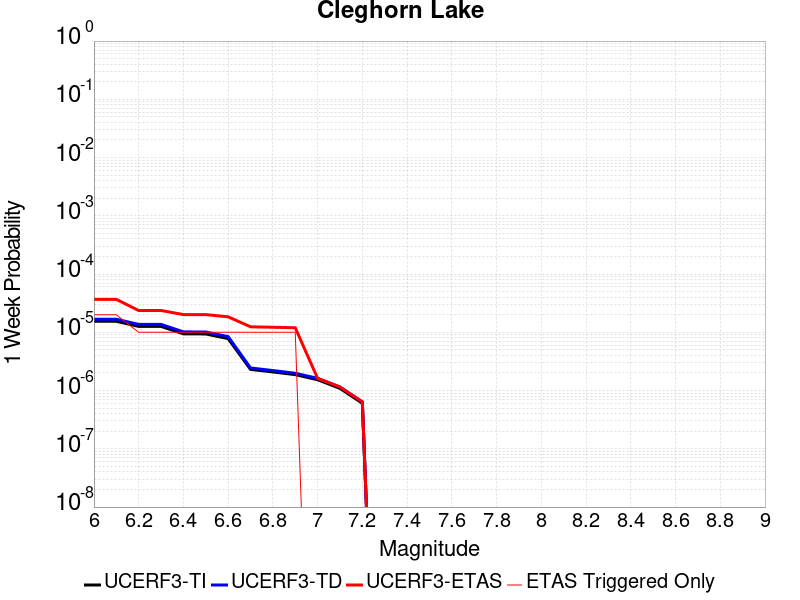 Cleghorn Lake
10^0
10^-1
10^-2
10^-3
10^-4
10^-5
10^-6
10^-7
10^-8
1 Week Probability
6 6.2 6.4 6.6 6.8 7 7.2 7.4 7.6 7.8 8 8.2 8.4 8.6 8.8 9
Magnitude
UCERF3-TI UCERF3-TD UCERF3-ETAS ETAS Triggered Only